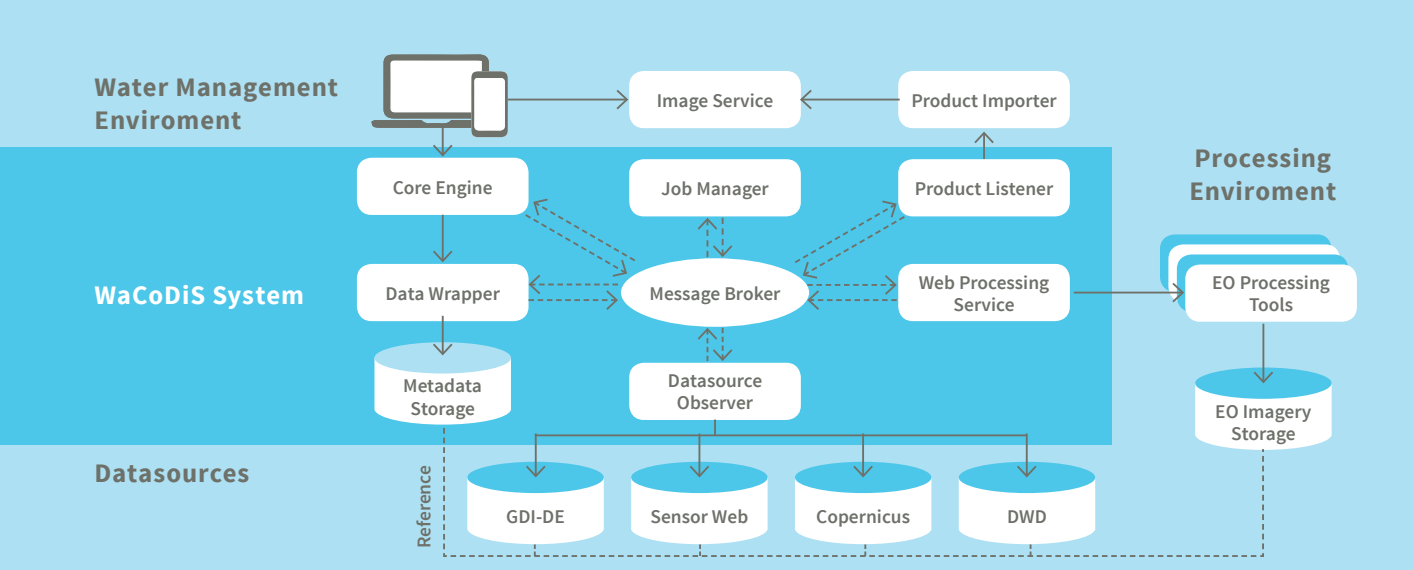 Water Management
Enviroment
Image Service
Product Importer
Core Engine
Job Manager
Product Listener
Processing
Enviroment
WaCoDiS System
Data Wrapper
Message Broker
Web Processing
Service
EO Processing
Tools
Metadata
Storage
Datasource
Observer
EO Imagery
Storage
Datasources
Reference
GDI-DE
Sensor Web
Copernicus
DWD